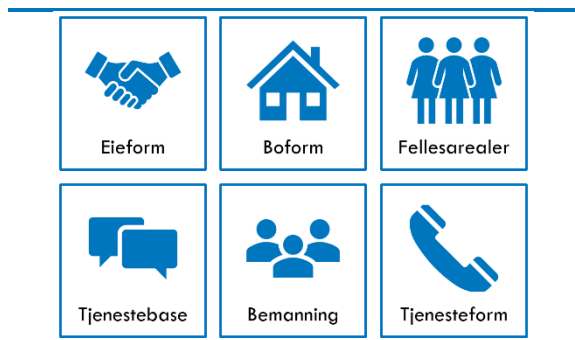 Eieform
Boform
Fellesarealer
Tjenestebase
Bemanning
Tjenesteform